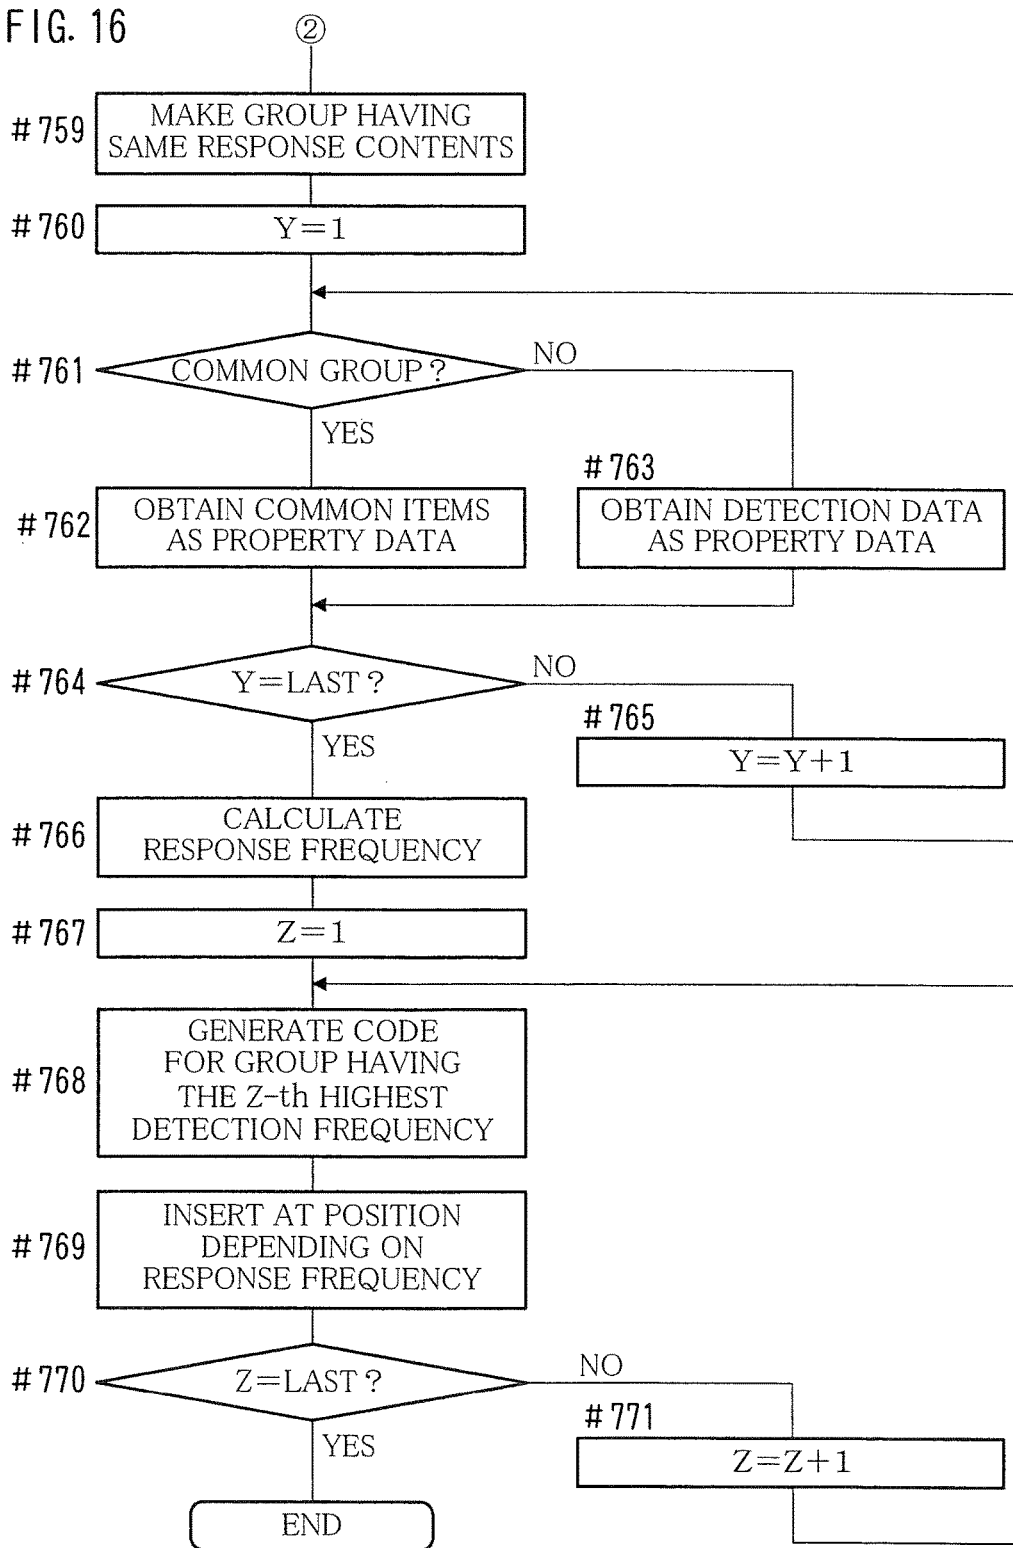 FIG. 16
②
#759
MAKE GROUP HAVING
SAME RESPONSE CONTENTS
#760
Y=1
#761
COMMON GROUP?
NO
YES
#762
OBTAIN COMMON ITEMS
AS PROPERTY DATA
#763
OBTAIN DETECTION DATA
AS PROPERTY DATA
#764
Y=LAST?
NO
YES
#765
Y=Y+1
#766
CALCULATE
RESPONSE FREQUENCY
#767
Z=1
#768
GENERATE CODE
FOR GROUP HAVING
THE Z-th HIGHEST
DETECTION FREQUENCY
#769
INSERT AT POSITION
DEPENDING ON
RESPONSE FREQUENCY
#770
Z=LAST?
NO
YES
#771
Z=Z+1
END